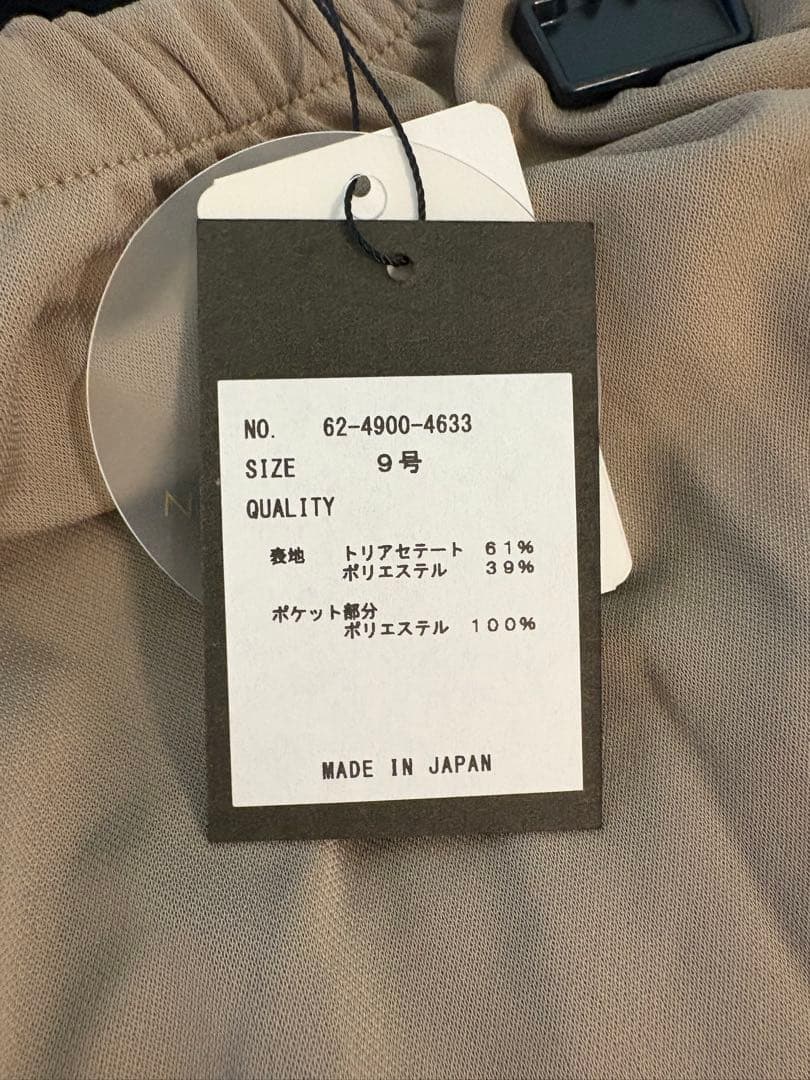 NO. 62-4900-4633
SIZE 9号
QUALITY
表地 トリアセテート 61%
ポリエステル 39%
ポケット部分
ポリエステル 100%
MADE IN JAPAN
N